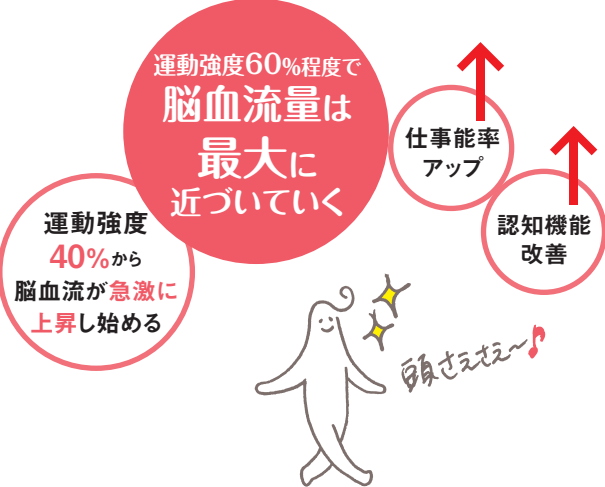 運動強度60%程度で
脳血流量は
最大に
近づいていく
運動強度
40%から
脳血流が急激に
上昇し始める
仕事能率
アップ
認知機能
改善
頭さえさえ〜♪